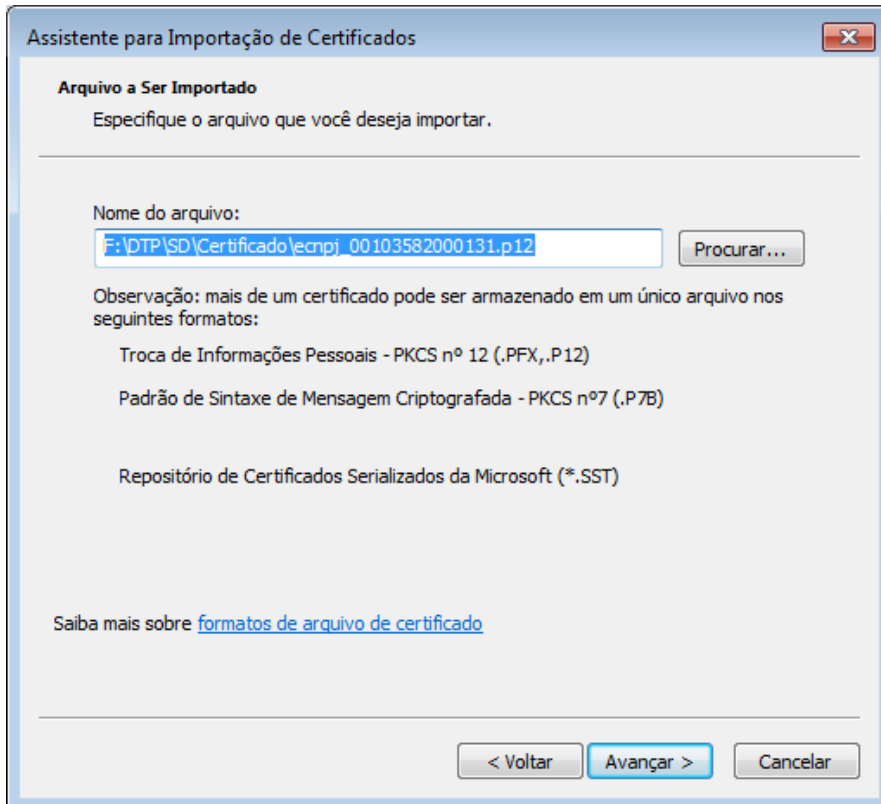 Assistente para Importação de Certificados
Arquivo a Ser Importado
Especifique o arquivo que você deseja importar.
Nome do arquivo:
F:\DTP\SD\Certificado\ecnpj_00103582000131.p12
Procurar...
Observação: mais de um certificado pode ser armazenado em um único arquivo nos
seguintes formatos:
Troca de Informações Pessoais - PKCS nº 12 (.PFX,.P12)
Padrão de Sintaxe de Mensagem Criptografada - PKCS nº7 (.P7B)
Repositório de Certificados Serializados da Microsoft (*.SST)
Saiba mais sobre formatos de arquivo de certificado
< Voltar
Avançar >
Cancelar